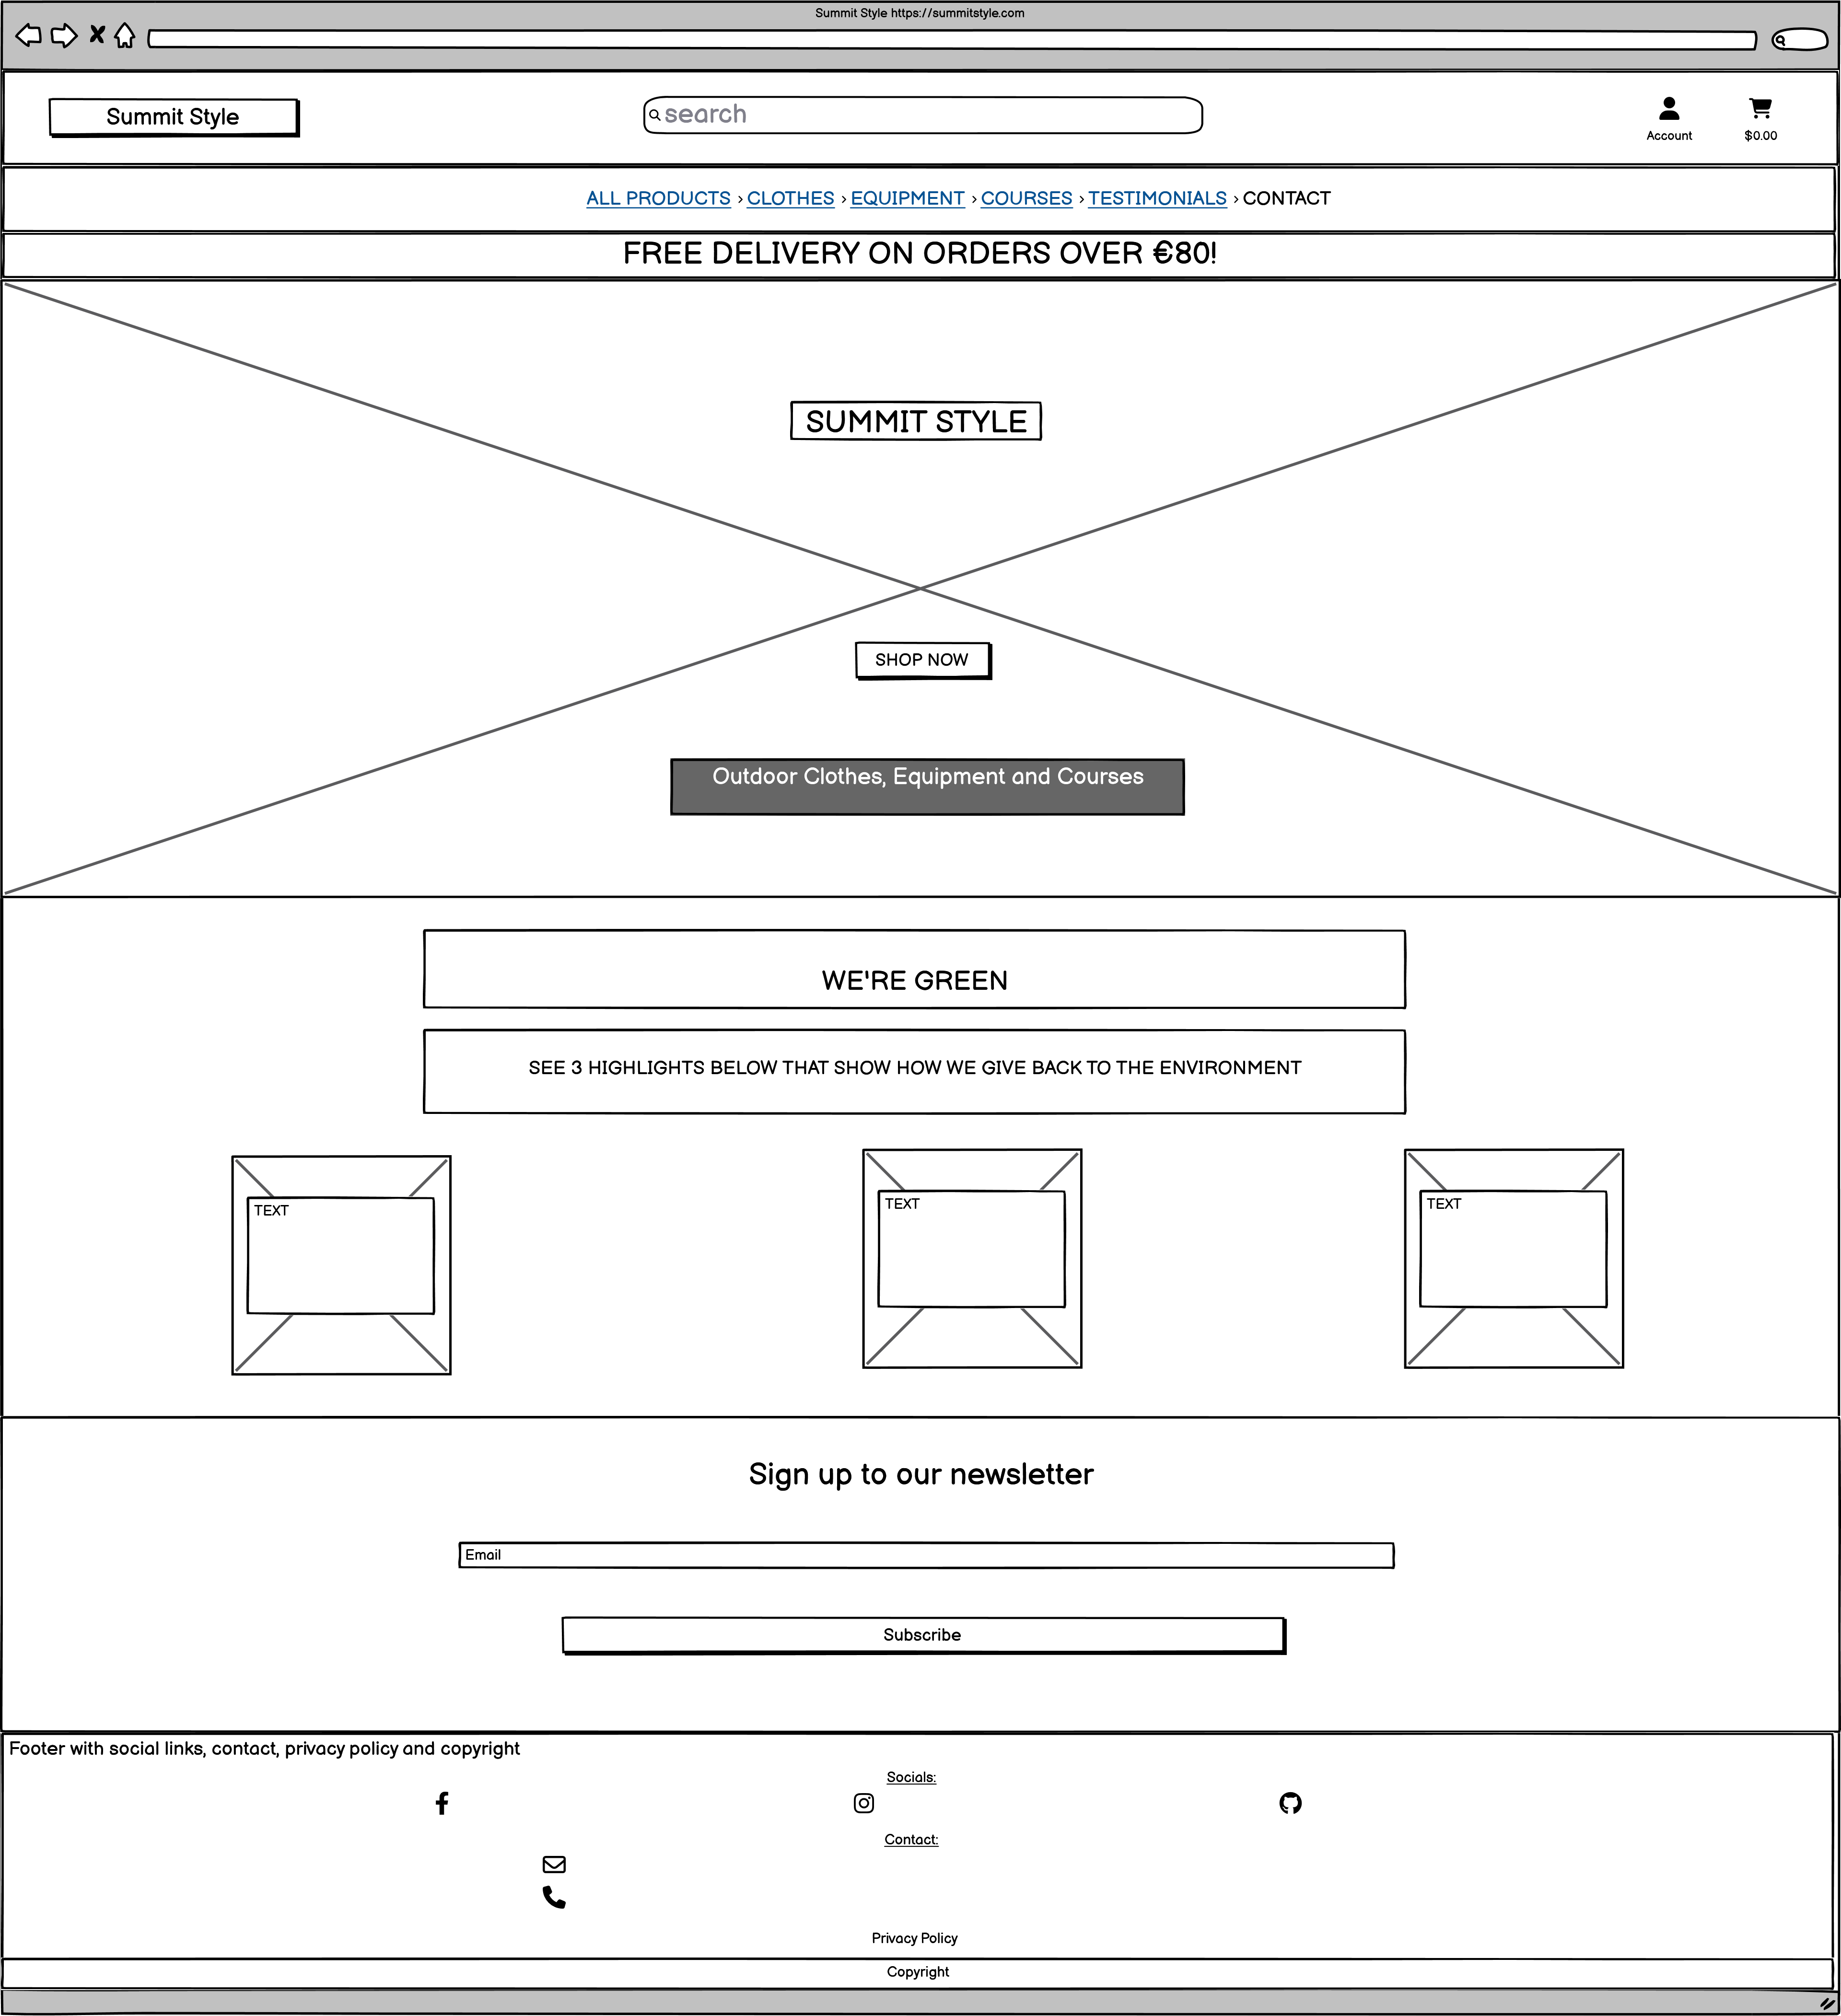 Summit Style https://summitstyle.com
Summit Style
search
Account
$0.00
ALL PRODUCTS > CLOTHES > EQUIPMENT > COURSES > TESTIMONIALS > CONTACT
FREE DELIVERY ON ORDERS OVER €80!
SUMMIT STYLE
SHOP NOW
Outdoor Clothes, Equipment and Courses
WE'RE GREEN
SEE 3 HIGHLIGHTS BELOW THAT SHOW HOW WE GIVE BACK TO THE ENVIRONMENT
TEXT
TEXT
TEXT
Sign up to our newsletter
Email
Subscribe
Footer with social links, contact, privacy policy and copyright
Socials:
Contact:
Privacy Policy
Copyright